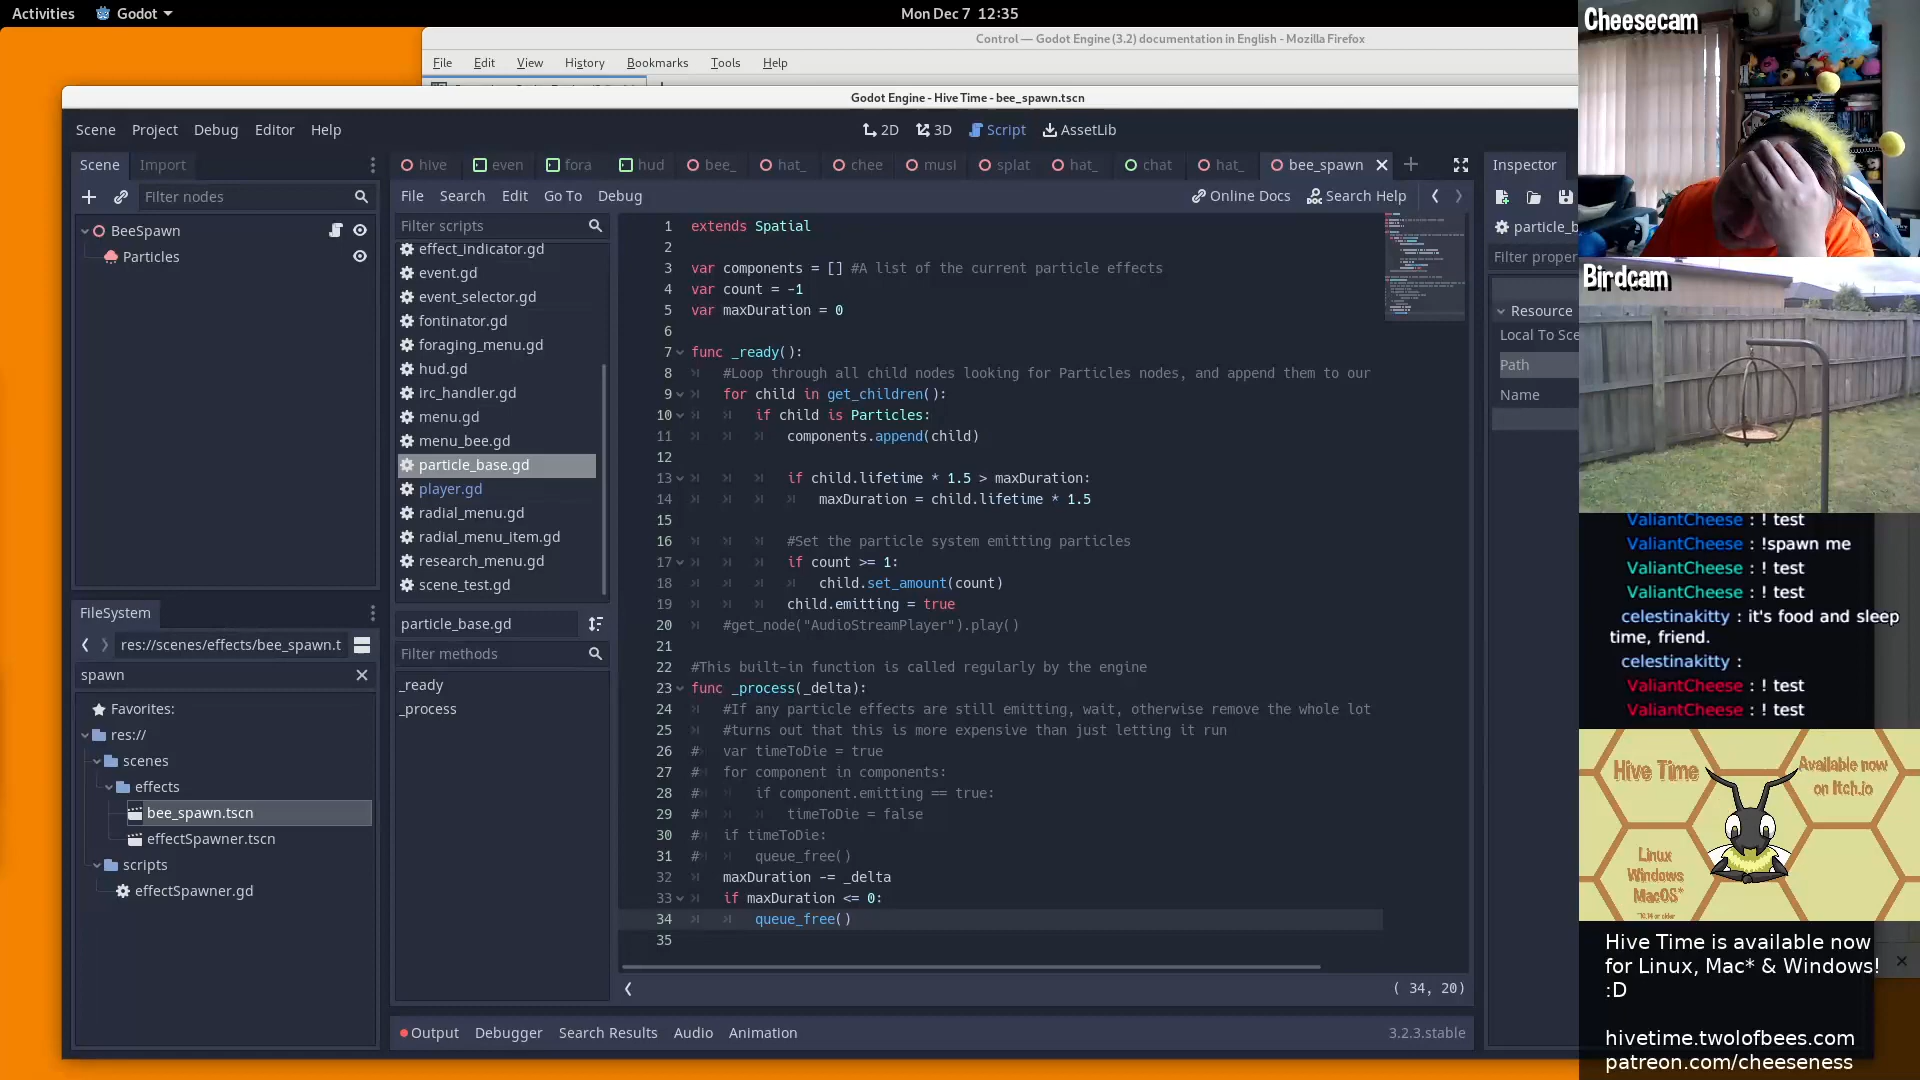 Activities
Godot
Mon Dec 7 12:35
Control — Godot Engine (3.2) documentation in English - Mozilla Firefox
File Edit View History Bookmarks Tools Help
Godot Engine - Hive Time - bee_spawn.tscn
Scene Project Debug Editor Help
2D 3D Script AssetLib
Scene Import
Filter nodes
BeeSpawn
Particles
hive even fora hud bee_ hat_ chee musi splat hat_ chat hat_ bee_spawn
File Search Edit Go To Debug
Online Docs Search Help
Filter scripts
effect_indicator.gd
event.gd
event_selector.gd
fontinator.gd
foraging_menu.gd
hud.gd
irc_handler.gd
menu.gd
menu_bee.gd
particle_base.gd
player.gd
radial_menu.gd
radial_menu_item.gd
research_menu.gd
scene_test.gd
particle_base.gd
Filter methods
_ready
_process
1 extends Spatial
2
3 var components = [] #A list of the current particle effects
4 var count = -1
5 var maxDuration = 0
6
7 func _ready():
8 #Loop through all child nodes looking for Particles nodes, and append them to our
9 for child in get_children():
10 if child is Particles:
11 components.append(child)
12
13 if child.lifetime * 1.5 > maxDuration:
14 maxDuration = child.lifetime * 1.5
15
16 #Set the particle system emitting particles
17 if count >= 1:
18 child.set_amount(count)
19 child.emitting = true
20 #get_node("AudioStreamPlayer").play()
21
22 #This built-in function is called regularly by the engine
23 func _process(_delta):
24 #If any particle effects are still emitting, wait, otherwise remove the whole lot
25 #turns out that this is more expensive than just letting it run
26 # var timeToDie = true
27 # for component in components:
28 # if component.emitting == true:
29 # timeToDie = false
30 # if timeToDie:
31 # queue_free()
32 maxDuration -= _delta
33 if maxDuration <= 0:
34 queue_free()
35
( 34, 20)
Output Debugger Search Results Audio Animation
3.2.3.stable
FileSystem
res://scenes/effects/bee_spawn.t
spawn
Favorites:
res://
scenes
effects
bee_spawn.tscn
effectSpawner.tscn
scripts
effectSpawner.gd
Inspector
particle_b
Filter proper
Resource
Local To Sce
Path
Name
Cheesecam
Birdcam
ValiantCheese : ! test
ValiantCheese : !spawn me
ValiantCheese : ! test
ValiantCheese : ! test
celestinakitty : it's food and sleep
time, friend.
celestinakitty :
ValiantCheese : ! test
ValiantCheese : ! test
Hive Time
Available now
on Itch.io
Linux
Windows
MacOS*
Hive Time is available now
for Linux, Mac* & Windows!
:D
hivetime.twolofbees.com
patreon.com/cheeseness